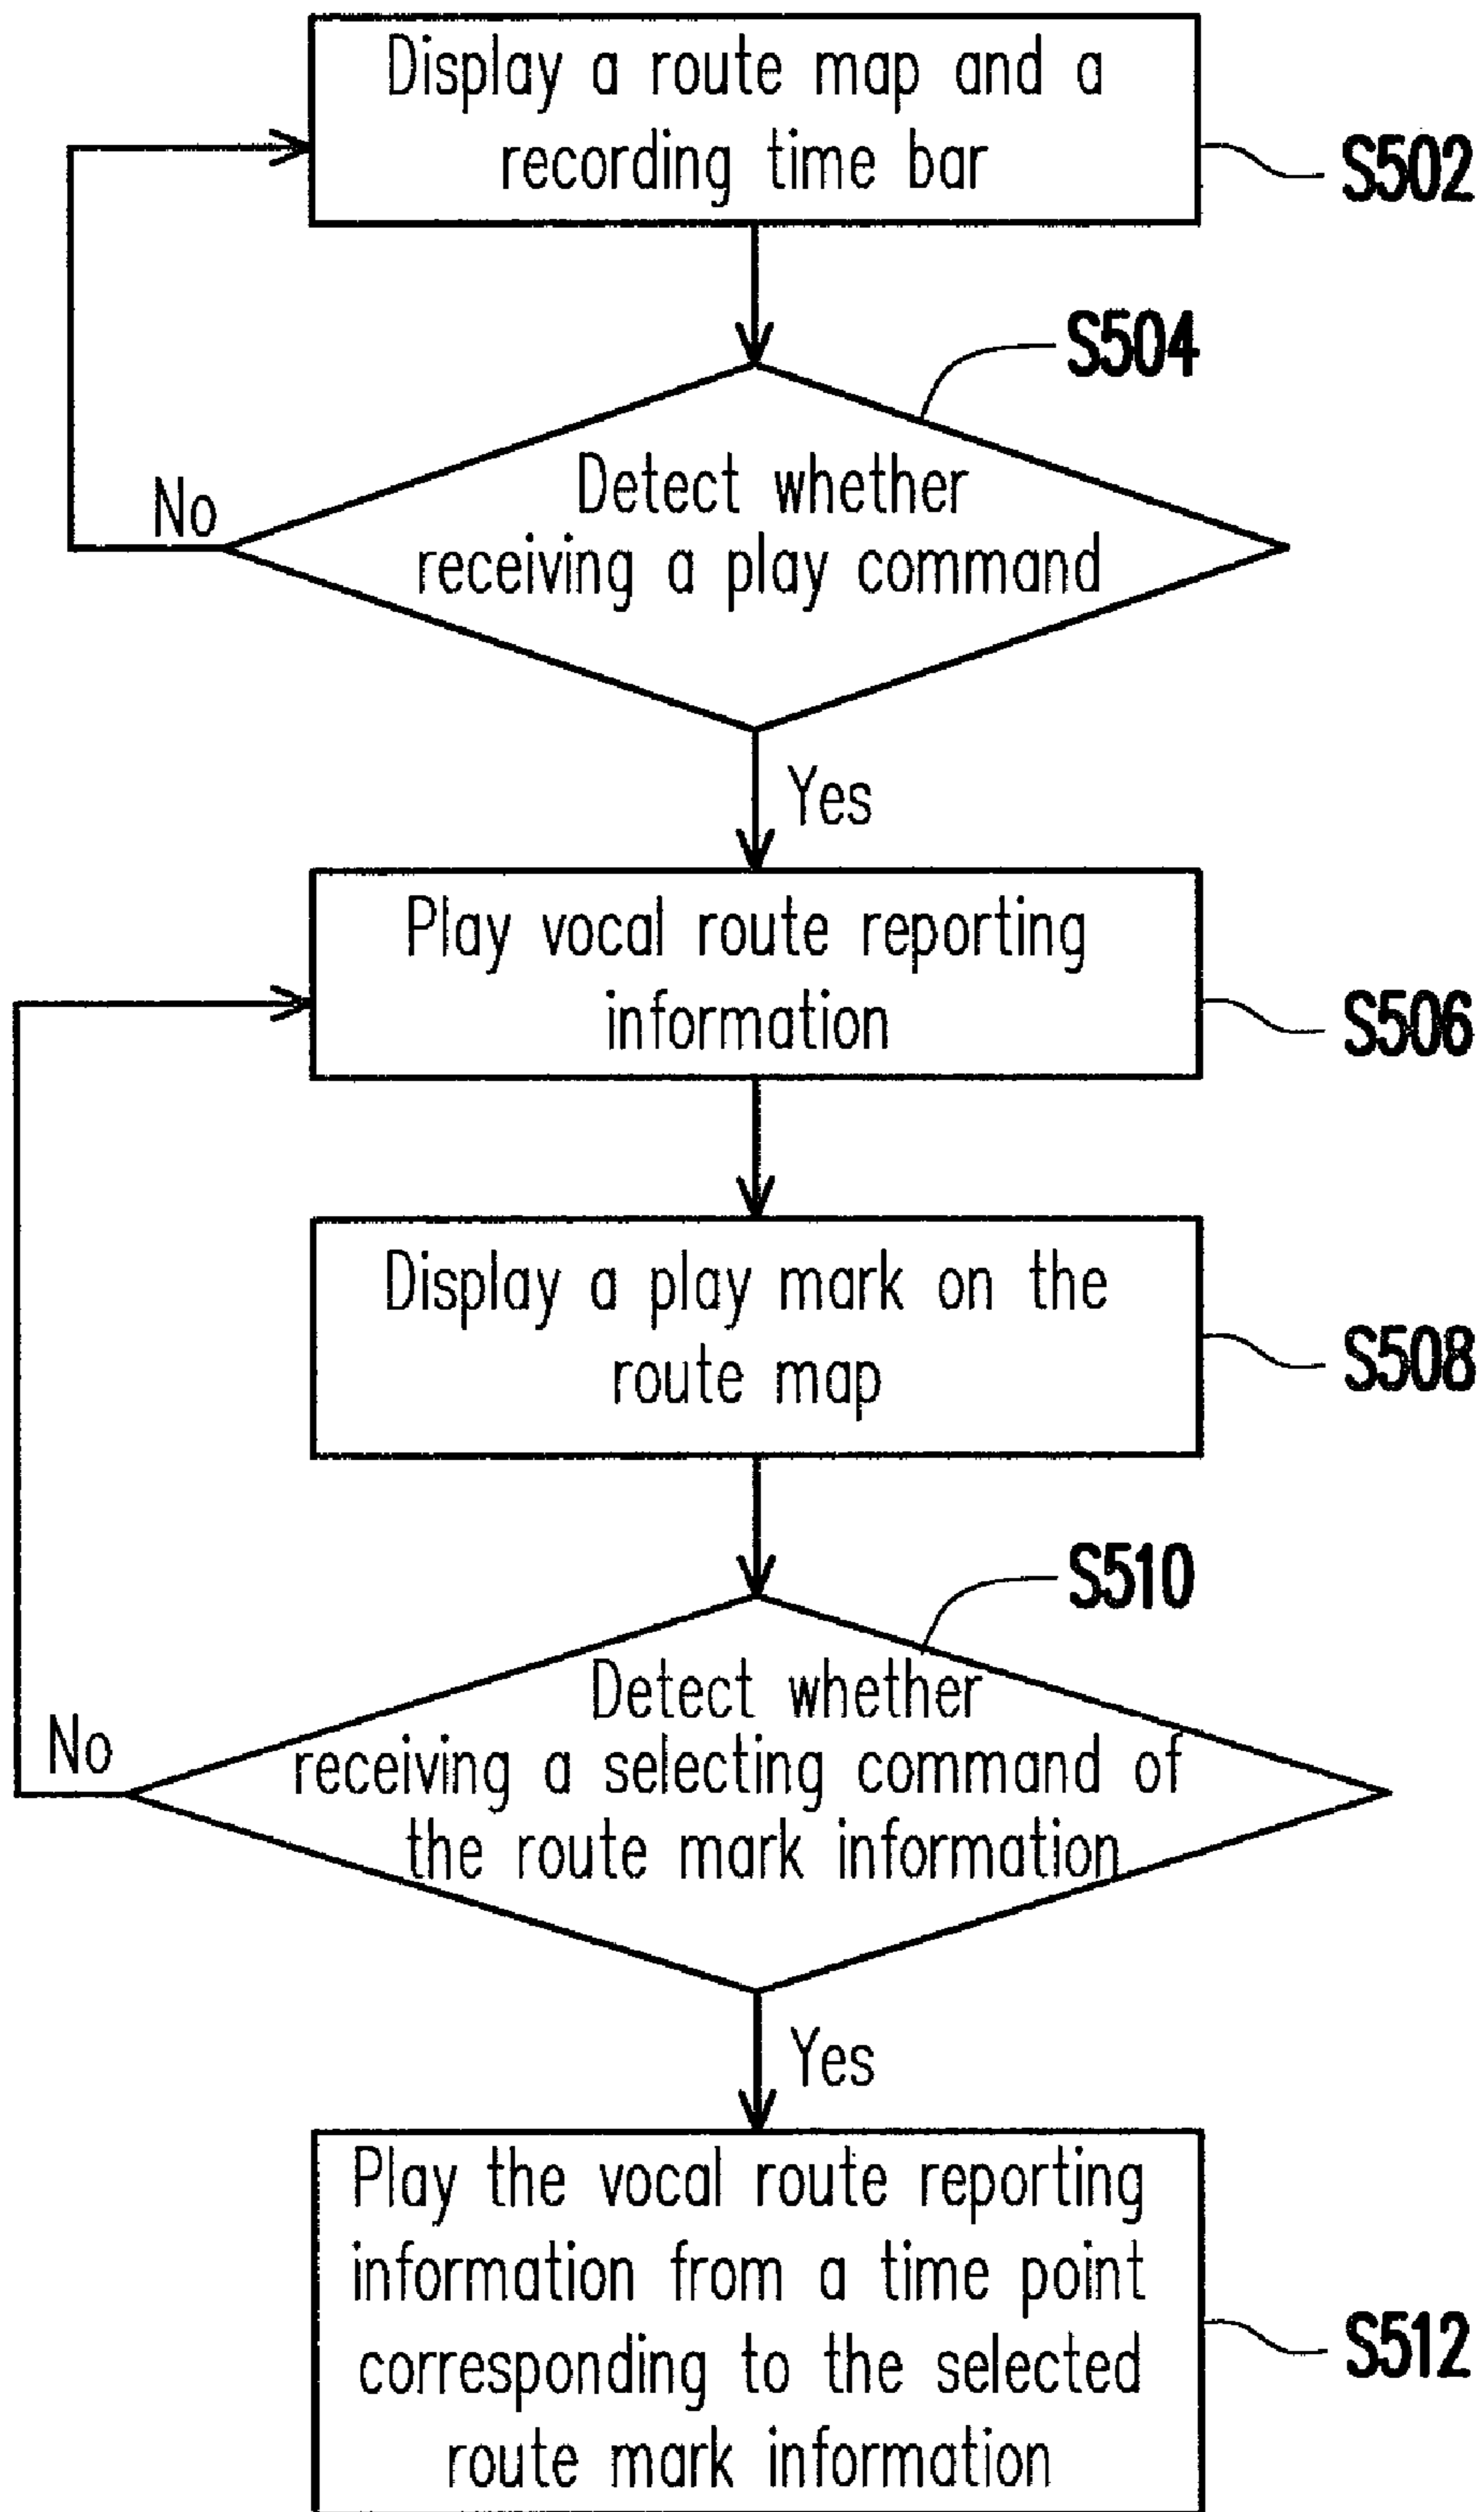 Display a route map and a
recording time bar
S502
S504
Detect whether
receiving a play command
No
Yes
Play vocal route reporting
information
S506
Display a play mark on the
route map
S508
S510
Detect whether
receiving a selecting command of
the route mark information
No
Yes
Play the vocal route reporting
information from a time point
corresponding to the selected
route mark information
S512